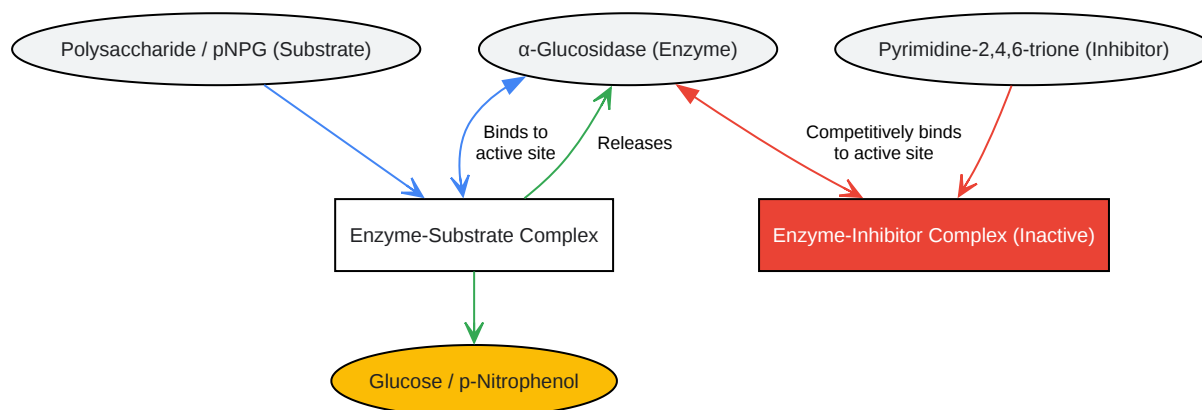 Polysaccharide / pNPG (Substrate)
α-Glucosidase (Enzyme)
Pyrimidine-2,4,6-trione (Inhibitor)
Binds to
active site
Releases
Competitively binds
to active site
Enzyme-Substrate Complex
Enzyme-Inhibitor Complex (Inactive)
Glucose / p-Nitrophenol